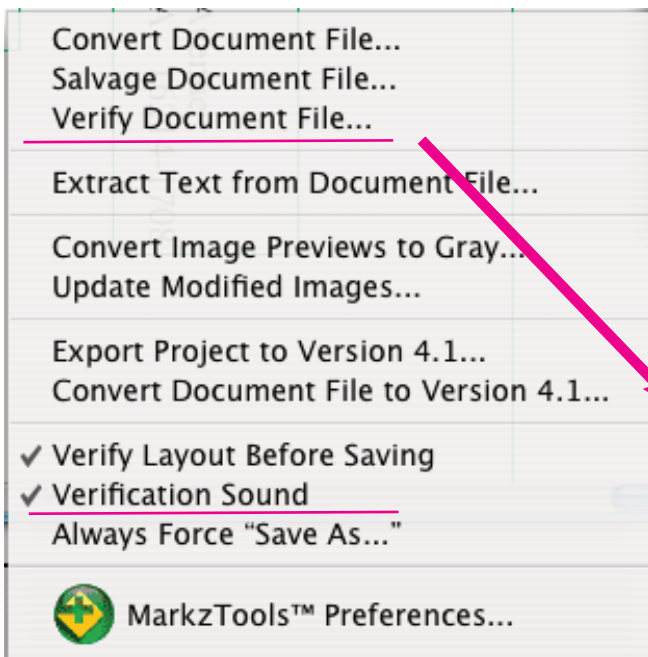 Convert Document File...
Salvage Document File...
Verify Document File...
Extract Text from Document File...
Convert Image Previews to Gray...
Update Modified Images...
Export Project to Version 4.1...
Convert Document File to Version 4.1...
✓ Verify Layout Before Saving
✓ Verification Sound
Always Force “Save As...”
MarkzTools™ Preferences...